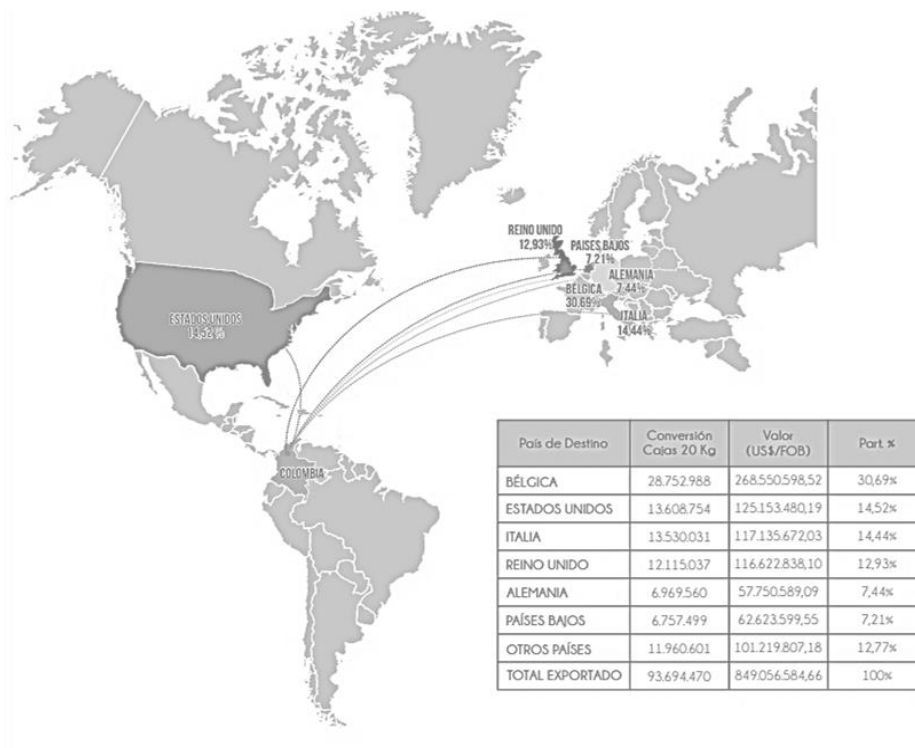 REINO UNIDO
12,93%
PAISES BAJOS
7,21%
ALEMANIA
7,44%
BÉLGICA
30,69%
ITALIA
14,44%
ESTADOS UNIDOS
14,52%
COLOMBIA
País de Destino Conversión Cajas 20 Kg Valor (US$/FOB) Part. %
BÉLGICA 28.752.988 268.550.598,52 30,69%
ESTADOS UNIDOS 13.608.754 125.153.480,19 14,52%
ITALIA 13.530.031 117.135.672,03 14,44%
REINO UNIDO 12.115.037 116.622.838,10 12,93%
ALEMANIA 6.969.560 57.750.589,09 7,44%
PAÍSES BAJOS 6.757.499 62.623.599,55 7,21%
OTROS PAÍSES 11.960.601 101.219.807,18 12,77%
TOTAL EXPORTADO 93.694.470 849.056.584,66 100%